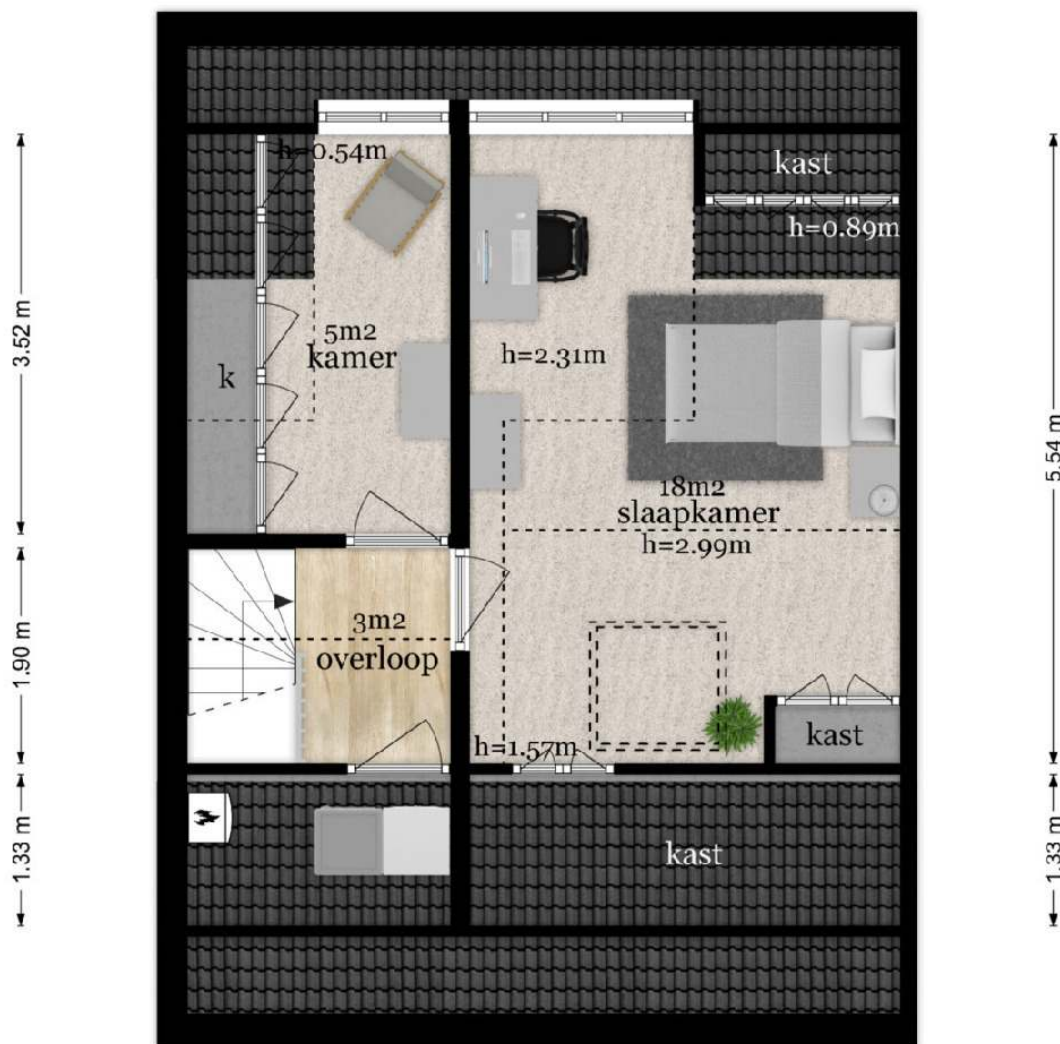 h=0.54m
kast
h=0.89m
3.52 m
5m2
kamer
h=2.31m
k
5.54 m
18m2
slaapkamer
h=2.99m
1.90 m
3m2
overloop
kast
h=1.57m
1.33 m
kast
1.33 m